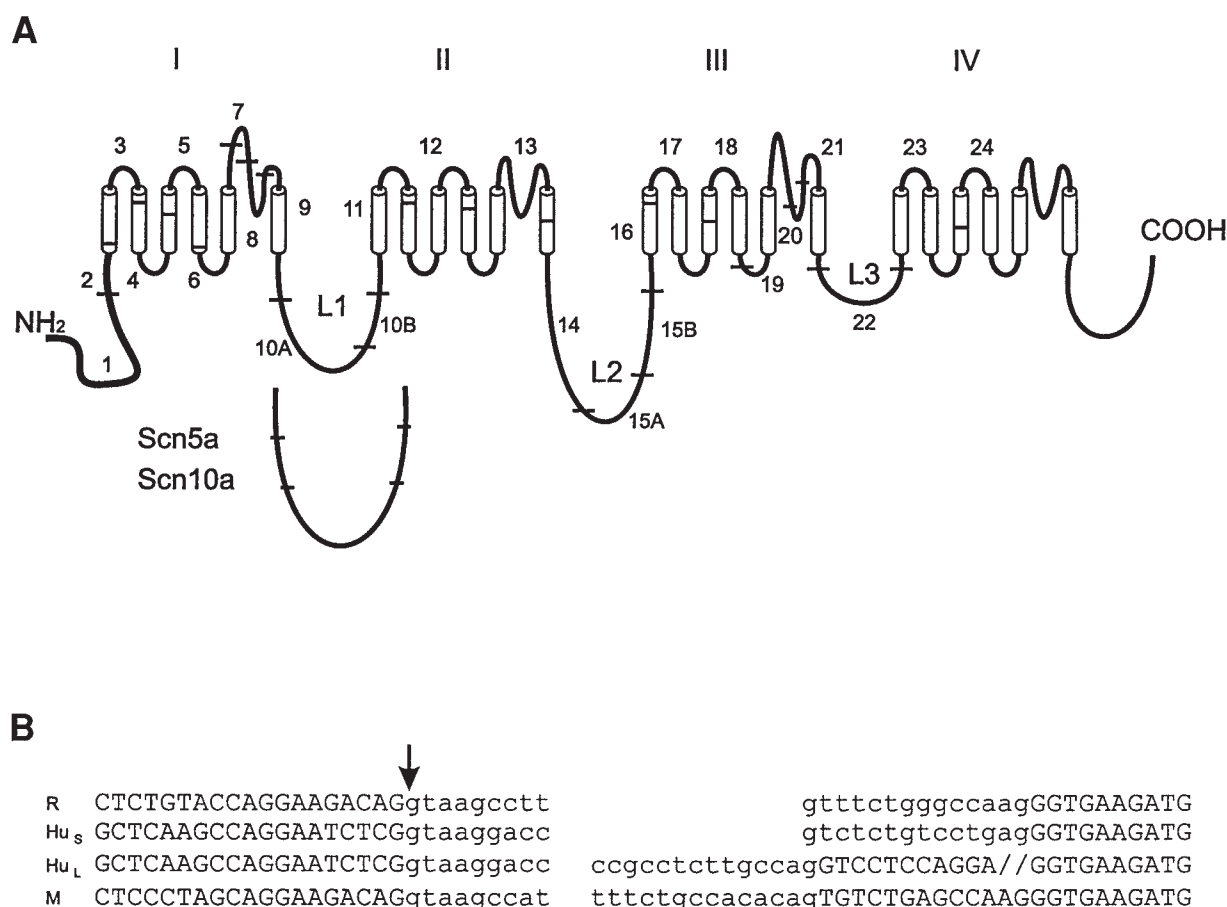 A
I II III IV
7
3 5 12 13 17 18 21 23 24
11 9 16
8 20 COOH
2 4 6 19
L1 L3
NH2 10B 14 15B 22
1 10A L2
15A
Scn5a
Scn10a
B
R CTCTGTACCAGGAAGACAGgtaagcctt gtttctgggccaagGGTGAAGATG
HuS GCTCAAGCCAGGAATCTCGgtaaggacc gtctctgtcctgagGGTGAAGATG
HuL GCTCAAGCCAGGAATCTCGgtaaggacc ccgcctcttgccagGTCCTCCAGGA//GGTGAAGATG
M CTCCCTAGCAGGAAGACAGgtaagccat tttctgccacacagTGTCTGAGCCAAGGGTGAAGATG